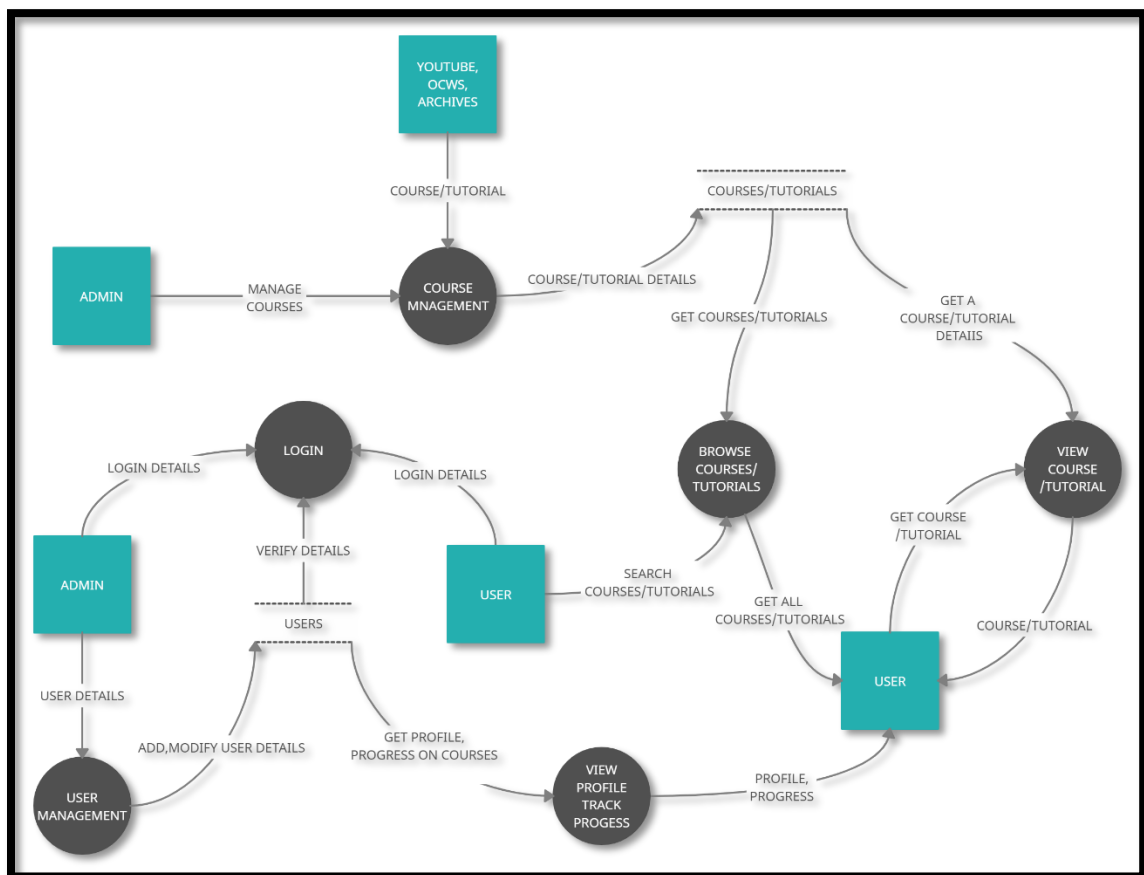 YOUTUBE,
OCWS,
ARCHIVES
COURSE/TUTORIAL
COURSES/TUTORIALS
ADMIN
MANAGE
COURSES
COURSE
MNAGEMENT
COURSE/TUTORIAL DETAILS
GET COURSES/TUTORIALS
GET A
COURSE/TUTORIAL
DETAIIS
LOGIN
LOGIN DETAILS
LOGIN DETAILS
BROWSE
COURSES/
TUTORIALS
VIEW
COURSE
/TUTORIAL
GET COURSE
/TUTORIAL
VERIFY DETAILS
ADMIN
USER
SEARCH
COURSES/TUTORIALS
GET ALL
COURSES/TUTORIALS
COURSE/TUTORIAL
USERS
USER
USER DETAILS
ADD,MODIFY USER DETAILS
GET PROFILE,
PROGRESS ON COURSES
USER
MANAGEMENT
VIEW
PROFILE
TRACK
PROGESS
PROFILE,
PROGRESS